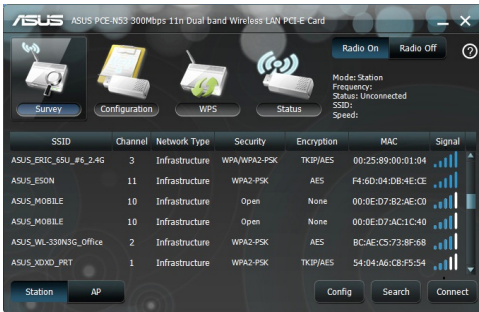 ASUS ASUS PCE-N53 300Mbps 11n Dual band Wireless LAN PCI-E Card
Radio On Radio Off
?
Mode: Station
Frequency:
Status: Unconnected
SSID:
Speed:
Survey Configuration WPS Status
SSID Channel Network Type Security Encryption MAC Signal
ASUS_ERIC_65U_#6_2.4G 3 Infrastructure WPA/WPA2-PSK TKIP/AES 00:25:89:00:01:04
ASUS_ESON 11 Infrastructure WPA2-PSK AES F4:6D:04:DB:4E:CE
ASUS_MOBILE 10 Infrastructure Open None 00:0E:D7:B2:AE:C0
ASUS_MOBILE 10 Infrastructure Open None 00:0E:D7:AC:1C:40
ASUS_WL-330N3G_Office 2 Infrastructure WPA2-PSK AES BC:AE:C5:73:8F:68
ASUS_XDXD_PRT 1 Infrastructure WPA2-PSK TKIP/AES 54:04:A6:C8:F5:54
Station AP Config Search Connect